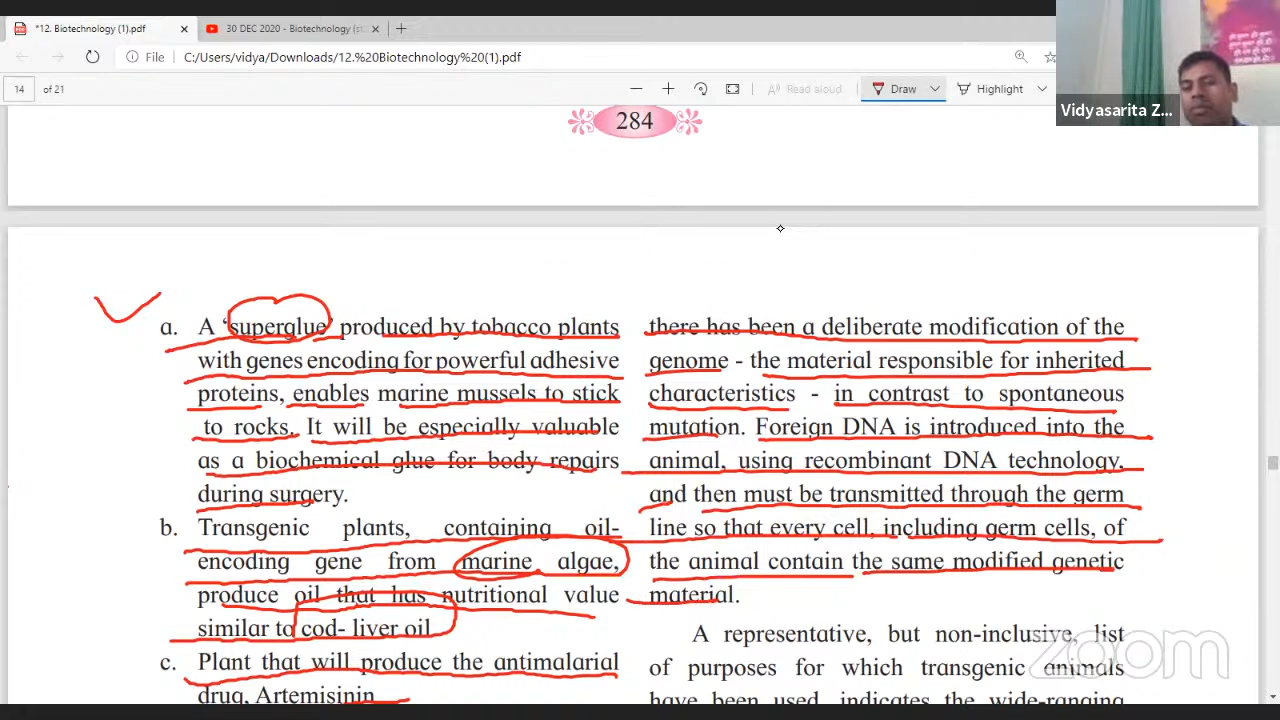 *12. Biotechnology (1).pdf
30 DEC 2020 - Biotechnology (st
File
C:/Users/vidya/Downloads/12.%20Biotechnology%20(1).pdf
14 of 21
Read aloud
Draw
Highlight
Vidyasarita Z...
284
a. A ‘superglue’ produced by tobacco plants
with genes encoding for powerful adhesive
proteins, enables marine mussels to stick
to rocks. It will be especially valuable
as a biochemical glue for body repairs
during surgery.
b. Transgenic plants, containing oil-
encoding gene from marine algae,
produce oil that has nutritional value
similar to cod- liver oil
c. Plant that will produce the antimalarial
drug, Artemisinin
there has been a deliberate modification of the
genome - the material responsible for inherited
characteristics - in contrast to spontaneous
mutation. Foreign DNA is introduced into the
animal, using recombinant DNA technology,
and then must be transmitted through the germ
line so that every cell, including germ cells, of
the animal contain the same modified genetic
material.
A representative, but non-inclusive, list
of purposes for which transgenic animals
have been used, indicates the wide-ranging
zoom